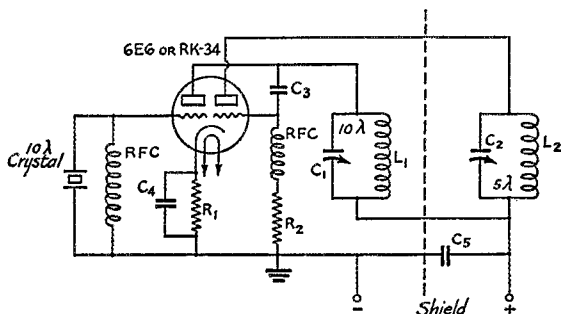 6E6 OR RK-34
C3
10λ
Crystal
RFC
C4
R1
RFC
R2
10λ
C1
L1
C2
5λ
L2
C5
-
Shield
+